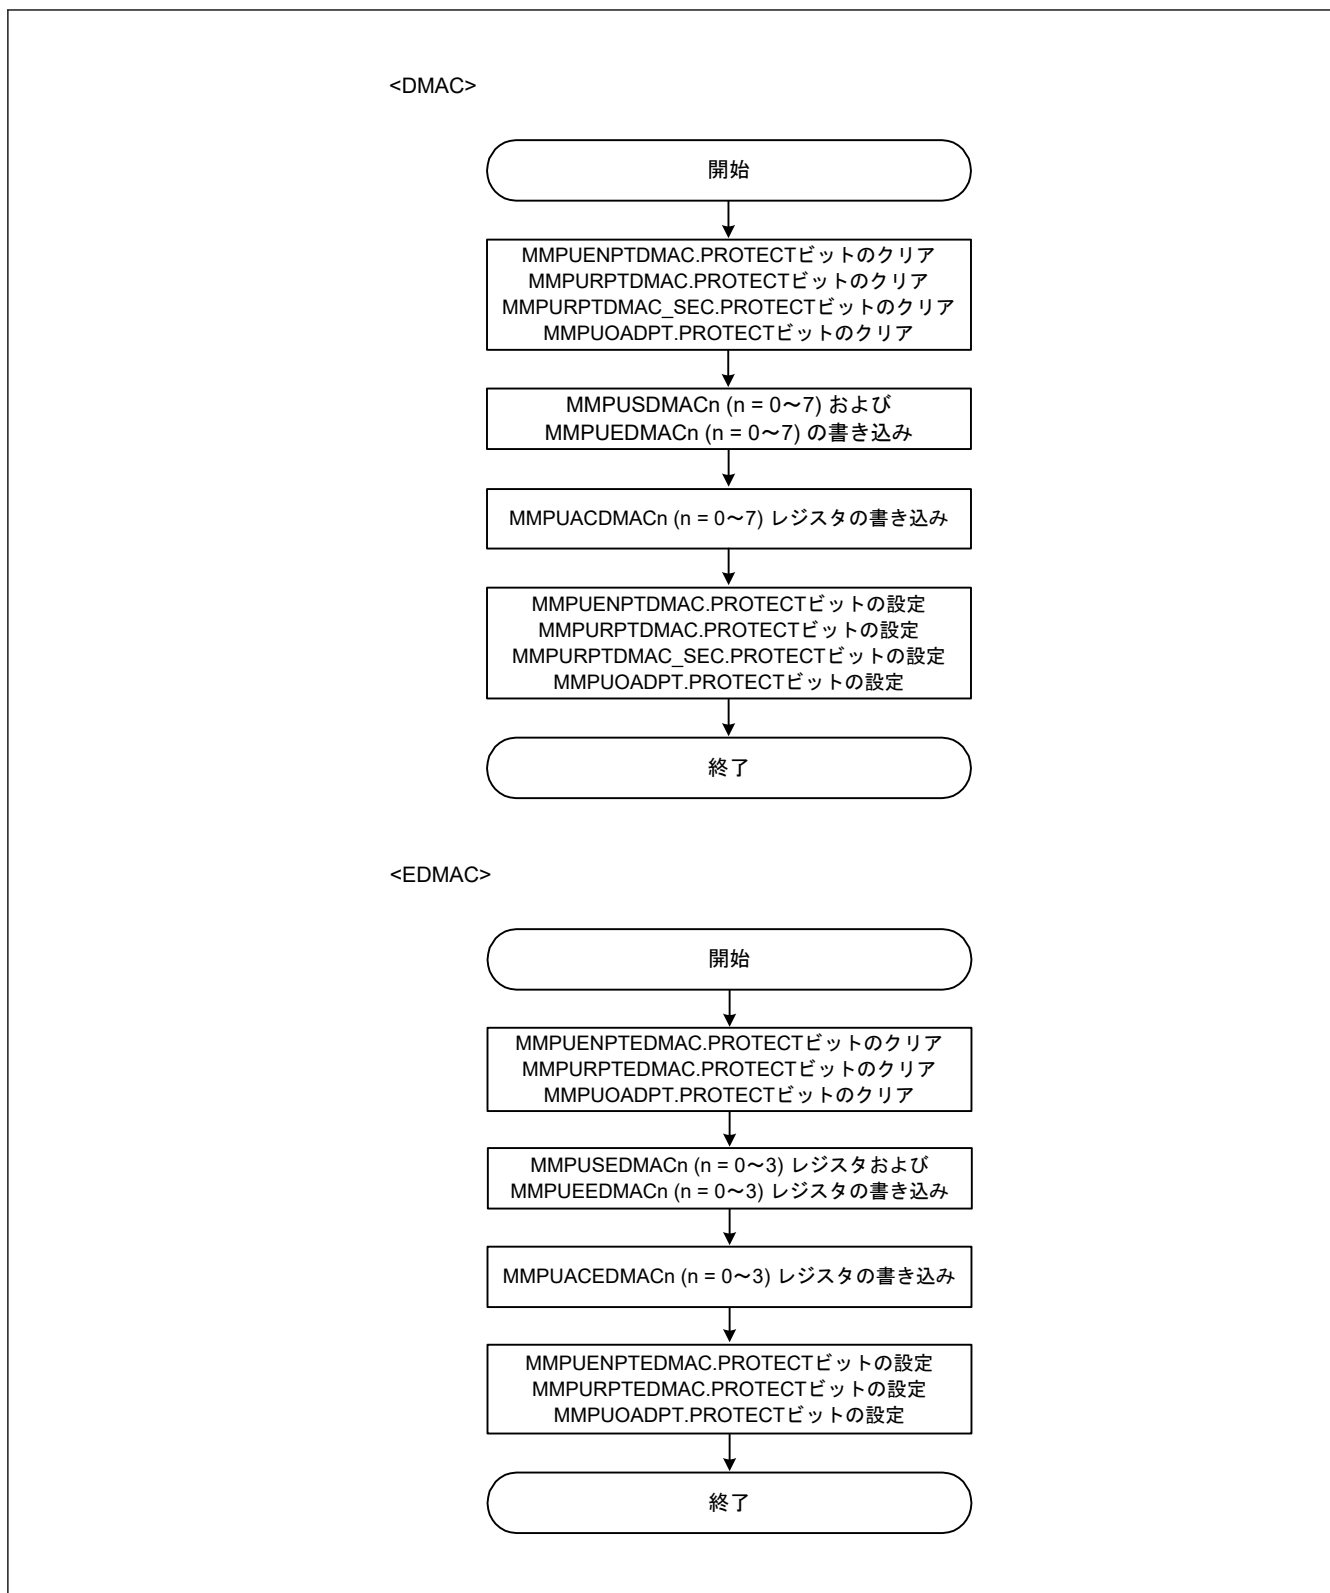 <DMAC>
開始
MMPUENPTDMAC.PROTECTビットのクリア
MMPURPTDMAC.PROTECTビットのクリア
MMPURPTDMAC_SEC.PROTECTビットのクリア
MMPUOADPT.PROTECTビットのクリア
MMPUSDMACn (n = 0～7) および
MMPUEDMACn (n = 0～7) の書き込み
MMPUACDMACn (n = 0～7) レジスタの書き込み
MMPUENPTDMAC.PROTECTビットの設定
MMPURPTDMAC.PROTECTビットの設定
MMPURPTDMAC_SEC.PROTECTビットの設定
MMPUOADPT.PROTECTビットの設定
終了
<EDMAC>
開始
MMPUENPTEDMAC.PROTECTビットのクリア
MMPURPTEDMAC.PROTECTビットのクリア
MMPUOADPT.PROTECTビットのクリア
MMPUSEDMACn (n = 0～3) レジスタおよび
MMPUEEDMACn (n = 0～3) レジスタの書き込み
MMPUACEDMACn (n = 0～3) レジスタの書き込み
MMPUENPTEDMAC.PROTECTビットの設定
MMPURPTEDMAC.PROTECTビットの設定
MMPUOADPT.PROTECTビットの設定
終了